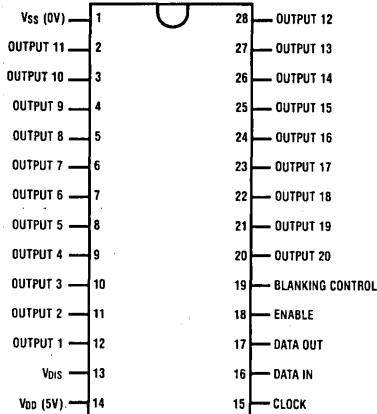 VSS (0V) 1 28 OUTPUT 12
OUTPUT 11 2 27 OUTPUT 13
OUTPUT 10 3 26 OUTPUT 14
OUTPUT 9 4 25 OUTPUT 15
OUTPUT 8 5 24 OUTPUT 16
OUTPUT 7 6 23 OUTPUT 17
OUTPUT 6 7 22 OUTPUT 18
OUTPUT 5 8 21 OUTPUT 19
OUTPUT 4 9 20 OUTPUT 20
OUTPUT 3 10 19 BLANKING CONTROL
OUTPUT 2 11 18 ENABLE
OUTPUT 1 12 17 DATA OUT
VDIS 13 16 DATA IN
VDD (5V) 14 15 CLOCK